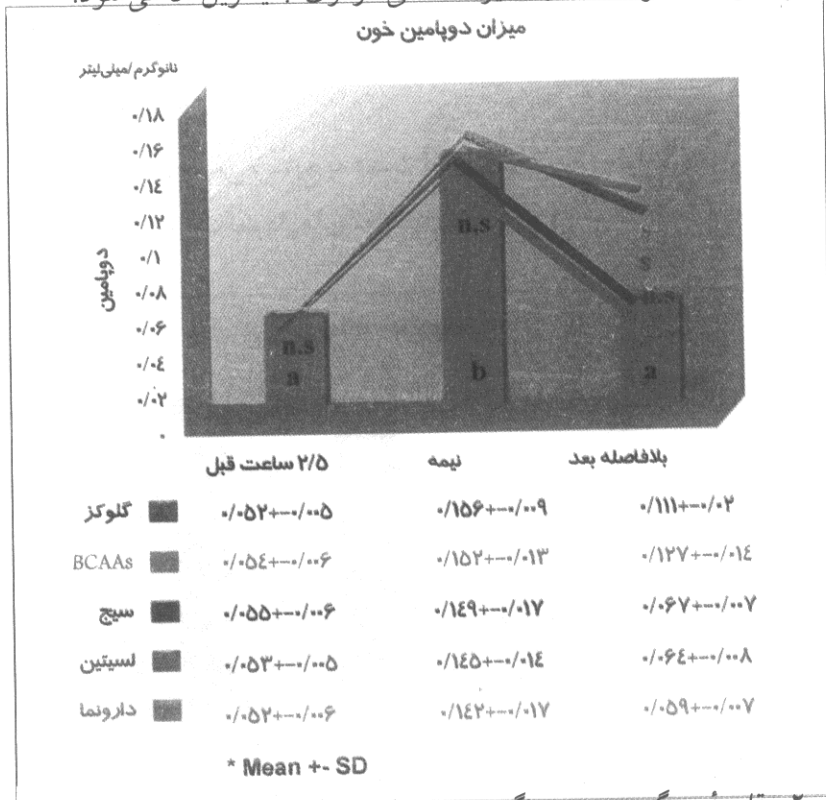 میزان دوپامین خون
نانوگرم/میلی‌لیتر
۰/۱۸
۰/۱۶
۰/۱٤
۰/۱۲
۰/۱
۰/۰۸
۰/۰۶
۰/۰٤
۰/۰۲
۰
دوپامین
n.s
a
n.s
b
s
n.s
a
۲/۵ ساعت قبل نیمه بلافاصله بعد
گلوکز ۰/۰۵۲+-۰/۰۰۵ ۰/۱۵۶+-۰/۰۰۹ ۰/۱۱۱+-۰/۰۲
BCAAs ۰/۰۵٤+-۰/۰۰۶ ۰/۱۵۲+-۰/۰۱۳ ۰/۱۲۷+-۰/۰۱٤
سیج ۰/۰۵۵+-۰/۰۰۶ ۰/۱٤۹+-۰/۰۱۷ ۰/۰۶۷+-۰/۰۰۷
لسیتین ۰/۰۵۳+-۰/۰۰۵ ۰/۱٤۵+-۰/۰۱٤ ۰/۰۶٤+-۰/۰۰۸
دارونما ۰/۰۵۲+-۰/۰۰۶ ۰/۱٤۲+-۰/۰۱۷ ۰/۰۵۹+-۰/۰۰۷
* Mean +- SD